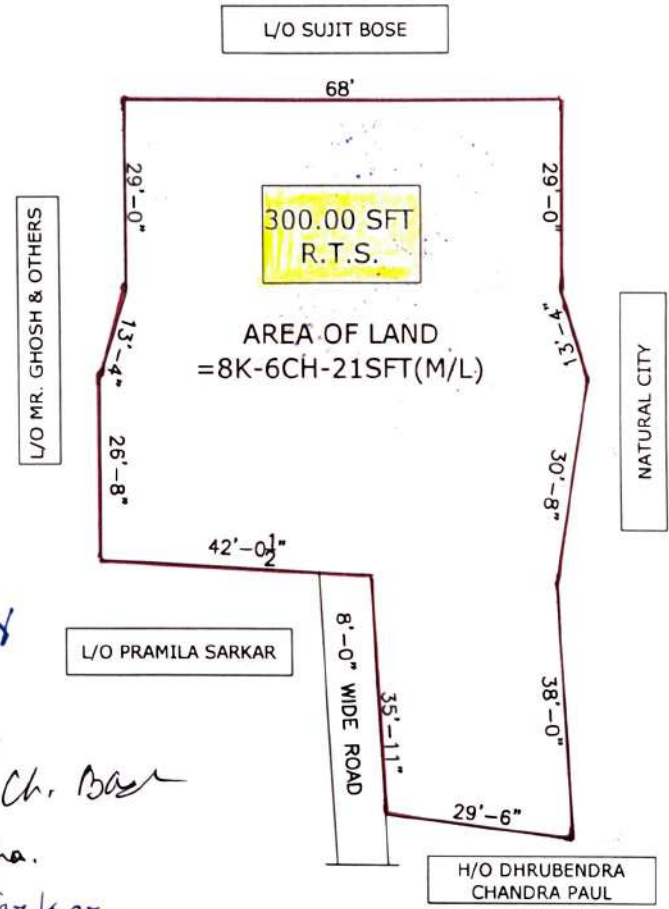 L/O SUJIT BOSE
68'
29'-0"
29'-0"
300.00 SFT
R.T.S.
L/O MR. GHOSH & OTHERS
13'-4"
13'-4"
AREA OF LAND
=8K-6CH-21SFT(M/L)
NATURAL CITY
26'-8"
30'-8"
42'-0½"
L/O PRAMILA SARKAR
8'-0" WIDE ROAD
35'-11"
38'-0"
Ch.
29'-6"
H/O DHRUBENDRA
CHANDRA PAUL